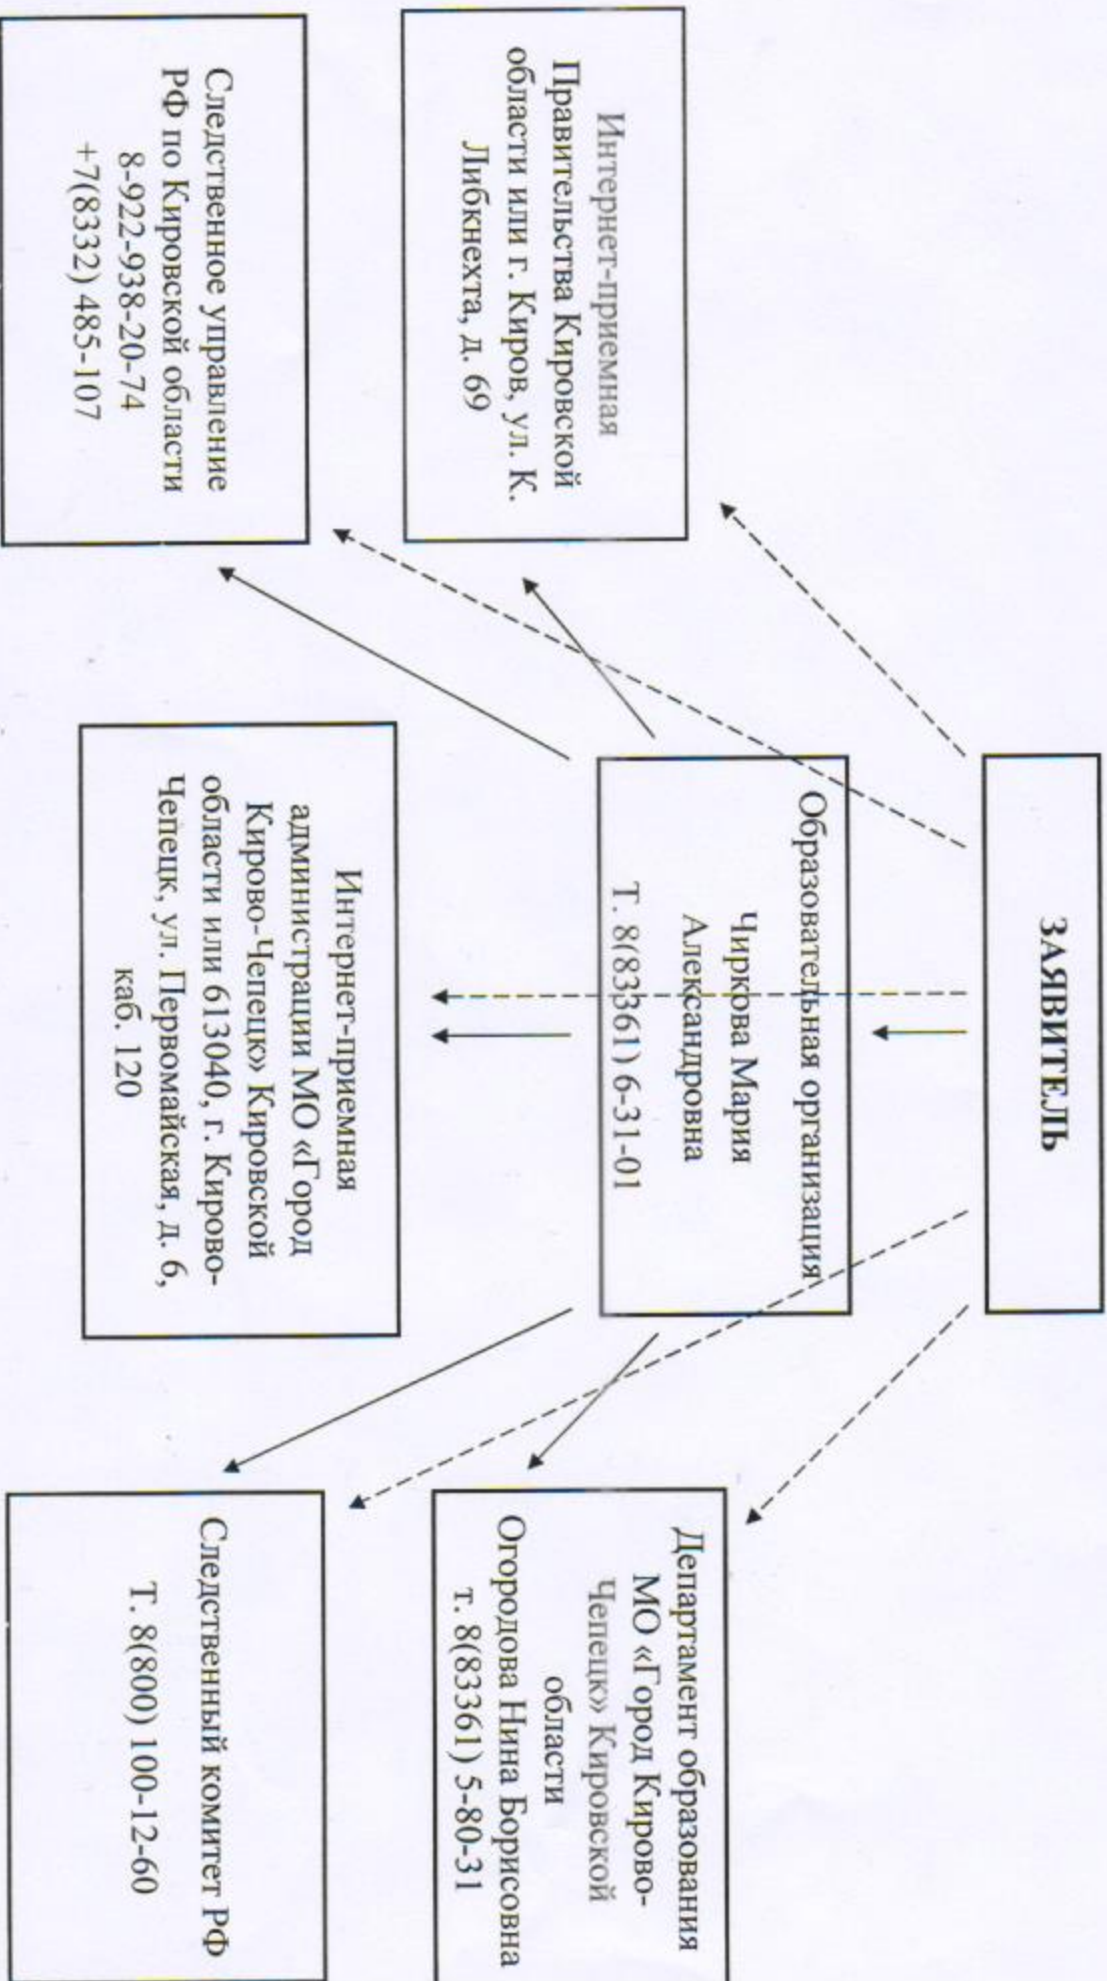 ЗАЯВИТЕЛЬ
Интернет-приемная
Правительства Кировской
области или г. Киров, ул. К.
Либкнехта, д. 69
Образовательная организация
Чиркова Мария
Александровна
Т. 8(83361) 6-31-01
Департамент образования
МО «Город Кирово-
Чепецк» Кировской
области
Огородова Нина Борисовна
т. 8(83361) 5-80-31
Следственное управление
РФ по Кировской области
8-922-938-20-74
+7(8332) 485-107
Интернет-приемная
администрации МО «Город
Кирово-Чепецк» Кировской
области или 613040, г. Кирово-
Чепецк, ул. Первомайская, д. 6,
каб. 120
Следственный комитет РФ
Т. 8(800) 100-12-60